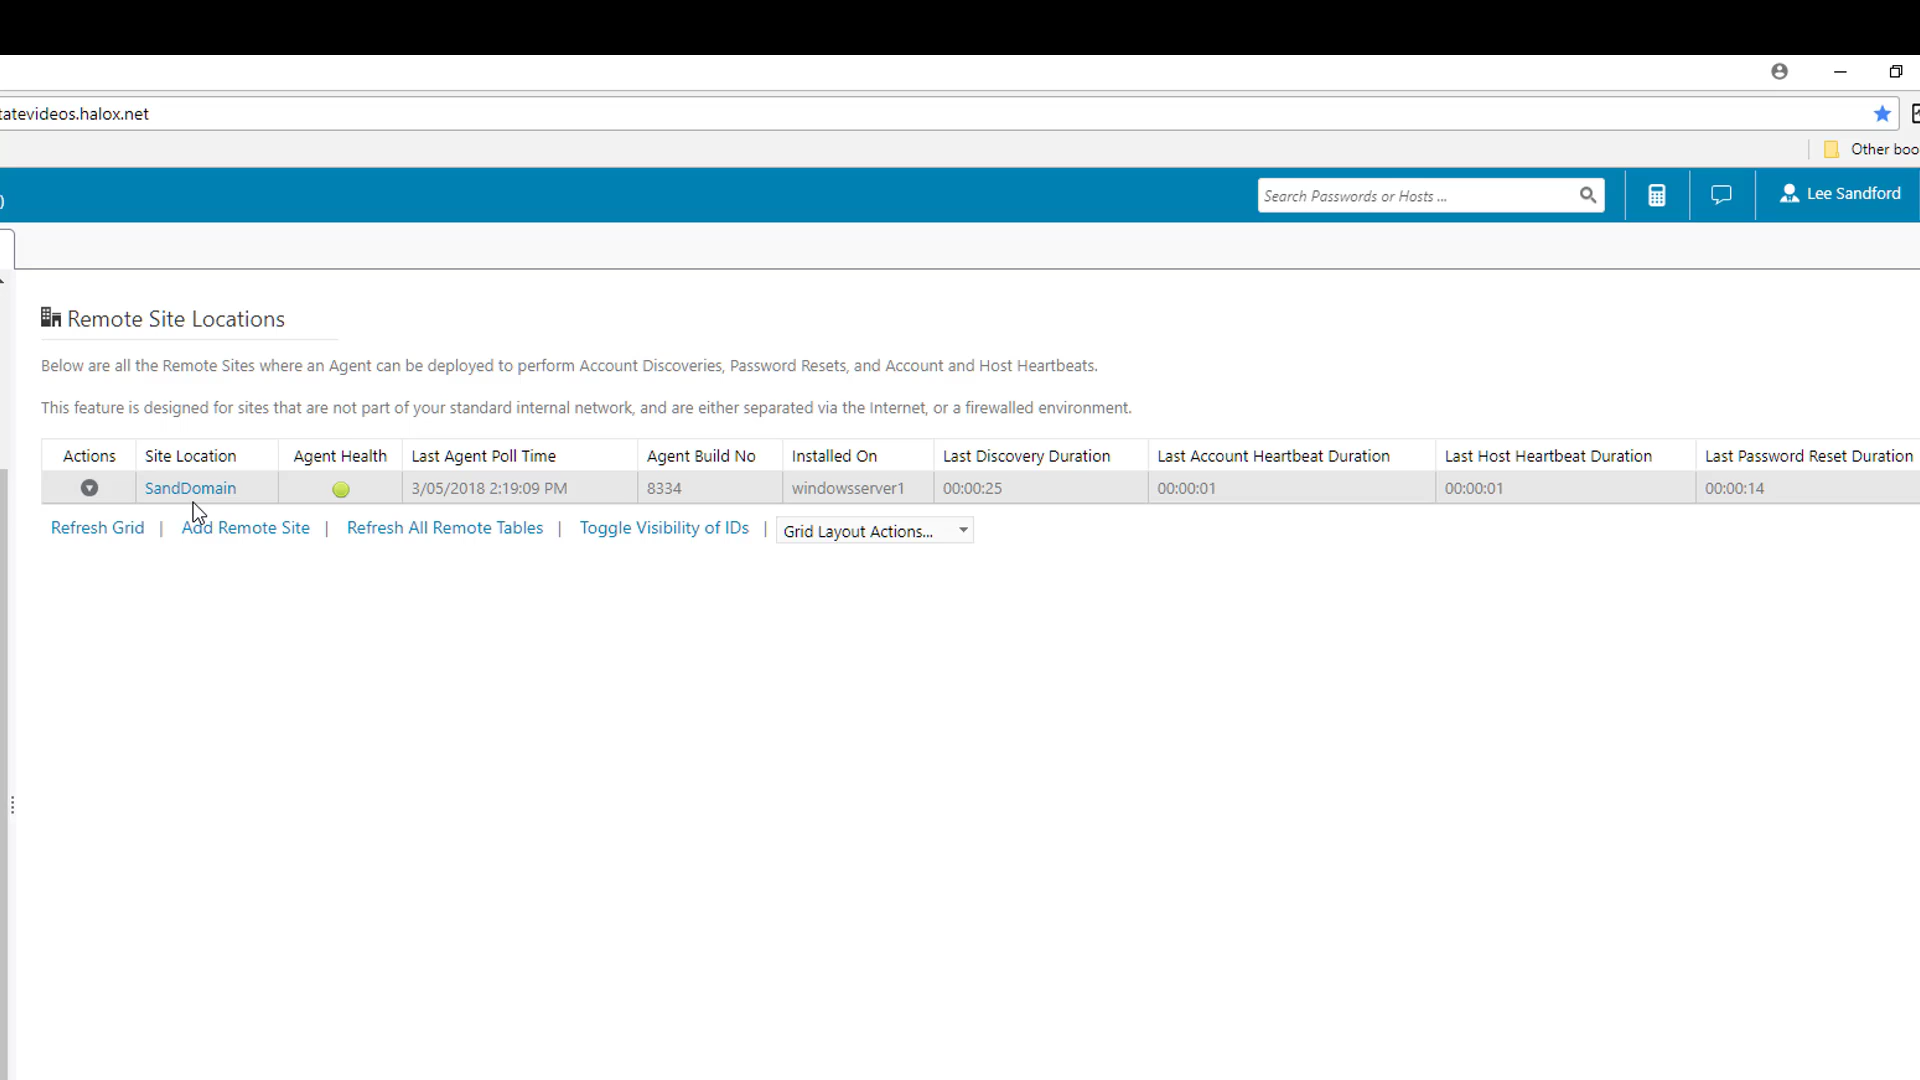 tatevideos.halox.net
Other boo
Search Passwords or Hosts ...
Lee Sandford
Remote Site Locations
Below are all the Remote Sites where an Agent can be deployed to perform Account Discoveries, Password Resets, and Account and Host Heartbeats.
This feature is designed for sites that are not part of your standard internal network, and are either separated via the Internet, or a firewalled environment.
Actions Site Location Agent Health Last Agent Poll Time Agent Build No Installed On Last Discovery Duration Last Account Heartbeat Duration Last Host Heartbeat Duration Last Password Reset Duration
SandDomain 3/05/2018 2:19:09 PM 8334 windowsserver1 00:00:25 00:00:01 00:00:01 00:00:14
Refresh Grid | Add Remote Site | Refresh All Remote Tables | Toggle Visibility of IDs | Grid Layout Actions...